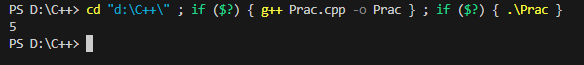 PS D:\C++> cd "d:\C++\" ; if ($?) { g++ Prac.cpp -o Prac } ; if ($?) { .\Prac }
5
PS D:\C++>